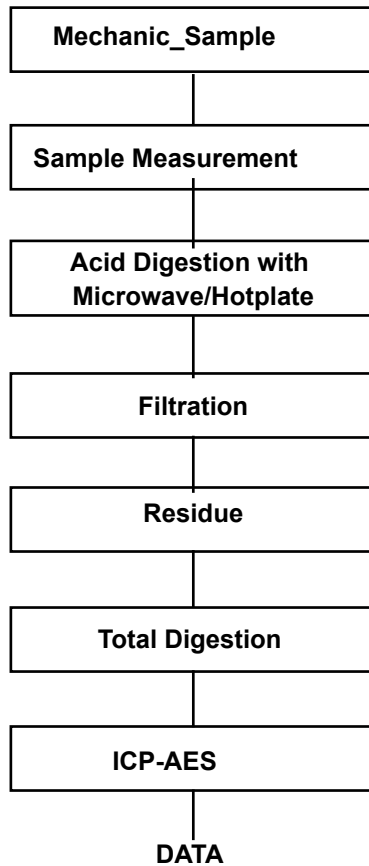 Mechanic_Sample
Sample Measurement
Acid Digestion with
Microwave/Hotplate
Filtration
Residue
Total Digestion
ICP-AES
DATA